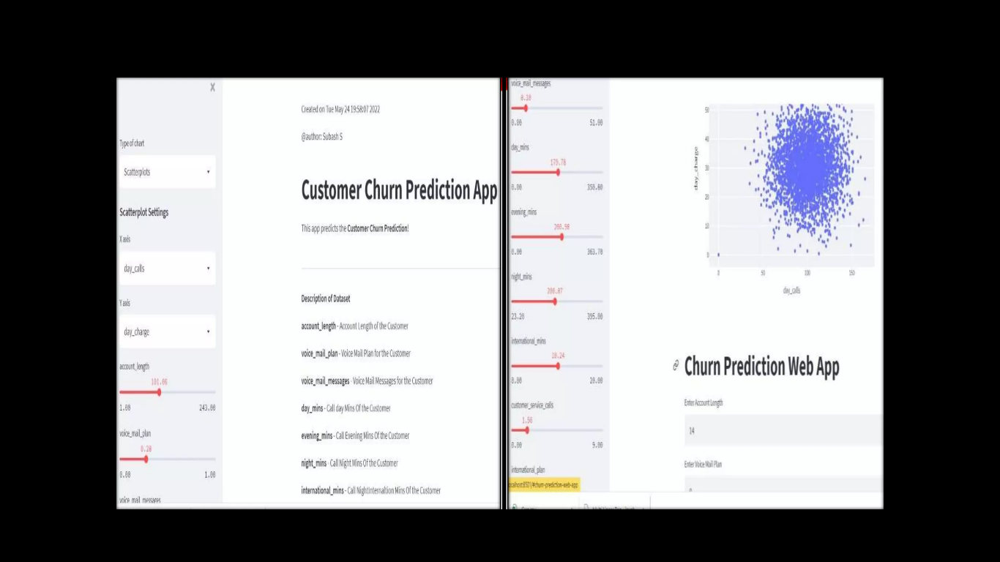 Type of chart
Scatterplots
Scatterplot Settings
X axis
day_calls
Y axis
day_charge
account_length
101.06
1.00 243.00
voice_mail_plan
0.28
0.00 1.00
voice_mail_messages
Created on Tue May 24 19:58:07 2022
@author: Subash S
Customer Churn Prediction App
This app predicts the Customer Churn Prediction!
Description of Dataset
account_length - Account Length of the Customer
voice_mail_plan - Voice Mail Plan for the Customer
voice_mail_messages - Voice Mail Messages for the Customer
day_mins - Call day Mins Of the Customer
evening_mins - Call Evening Mins Of the Customer
night_mins - Call Night Mins Of the Customer
international_mins - Call NightInternaltion Mins Of the Customer
voice_mail_messages
8.10
0.00 51.00
day_mins
179.78
0.00 350.80
evening_mins
200.98
0.00 363.70
night_mins
200.87
23.20 395.00
international_mins
10.24
0.00 20.00
customer_service_calls
1.56
0.00 9.00
international_plan
ocalhost:8501/#churn-prediction-web-app
50
40
30
20
10
0
day_charge
0 50 100 150
day_calls
Churn Prediction Web App
Enter Account Length
14
Enter Voice Mail Plan